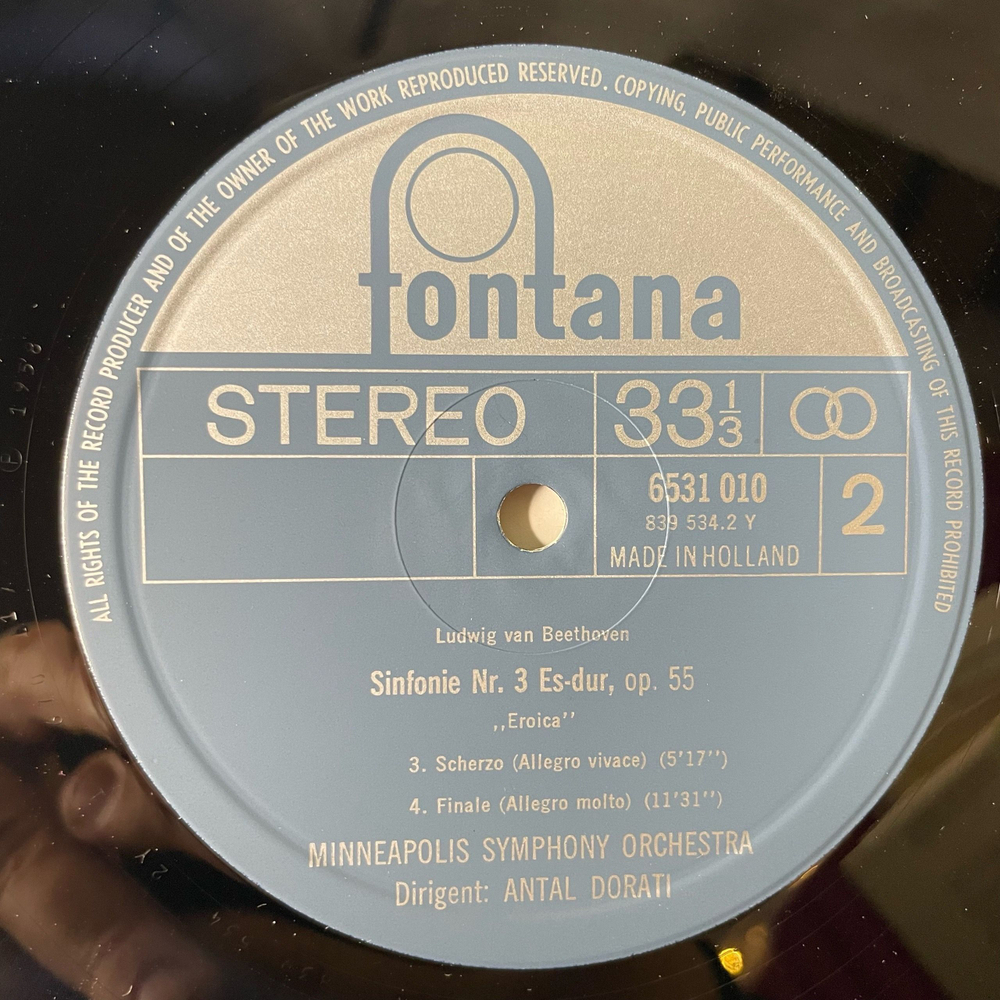 ALL RIGHTS OF THE RECORD PRODUCER AND OF THE OWNER OF THE WORK REPRODUCED RESERVED. COPYING, PUBLIC PERFORMANCE AND BROADCASTING OF THIS RECORD PROHIBITED
fontana
STEREO 33 1/3
6531 010 2
839 534.2 Y
MADE IN HOLLAND
Ludwig van Beethoven
Sinfonie Nr. 3 Es-dur, op. 55
,,Eroica''
3. Scherzo (Allegro vivace) (5'17'')
4. Finale (Allegro molto) (11'31'')
MINNEAPOLIS SYMPHONY ORCHESTRA
Dirigent: ANTAL DORATI
℗ 1958